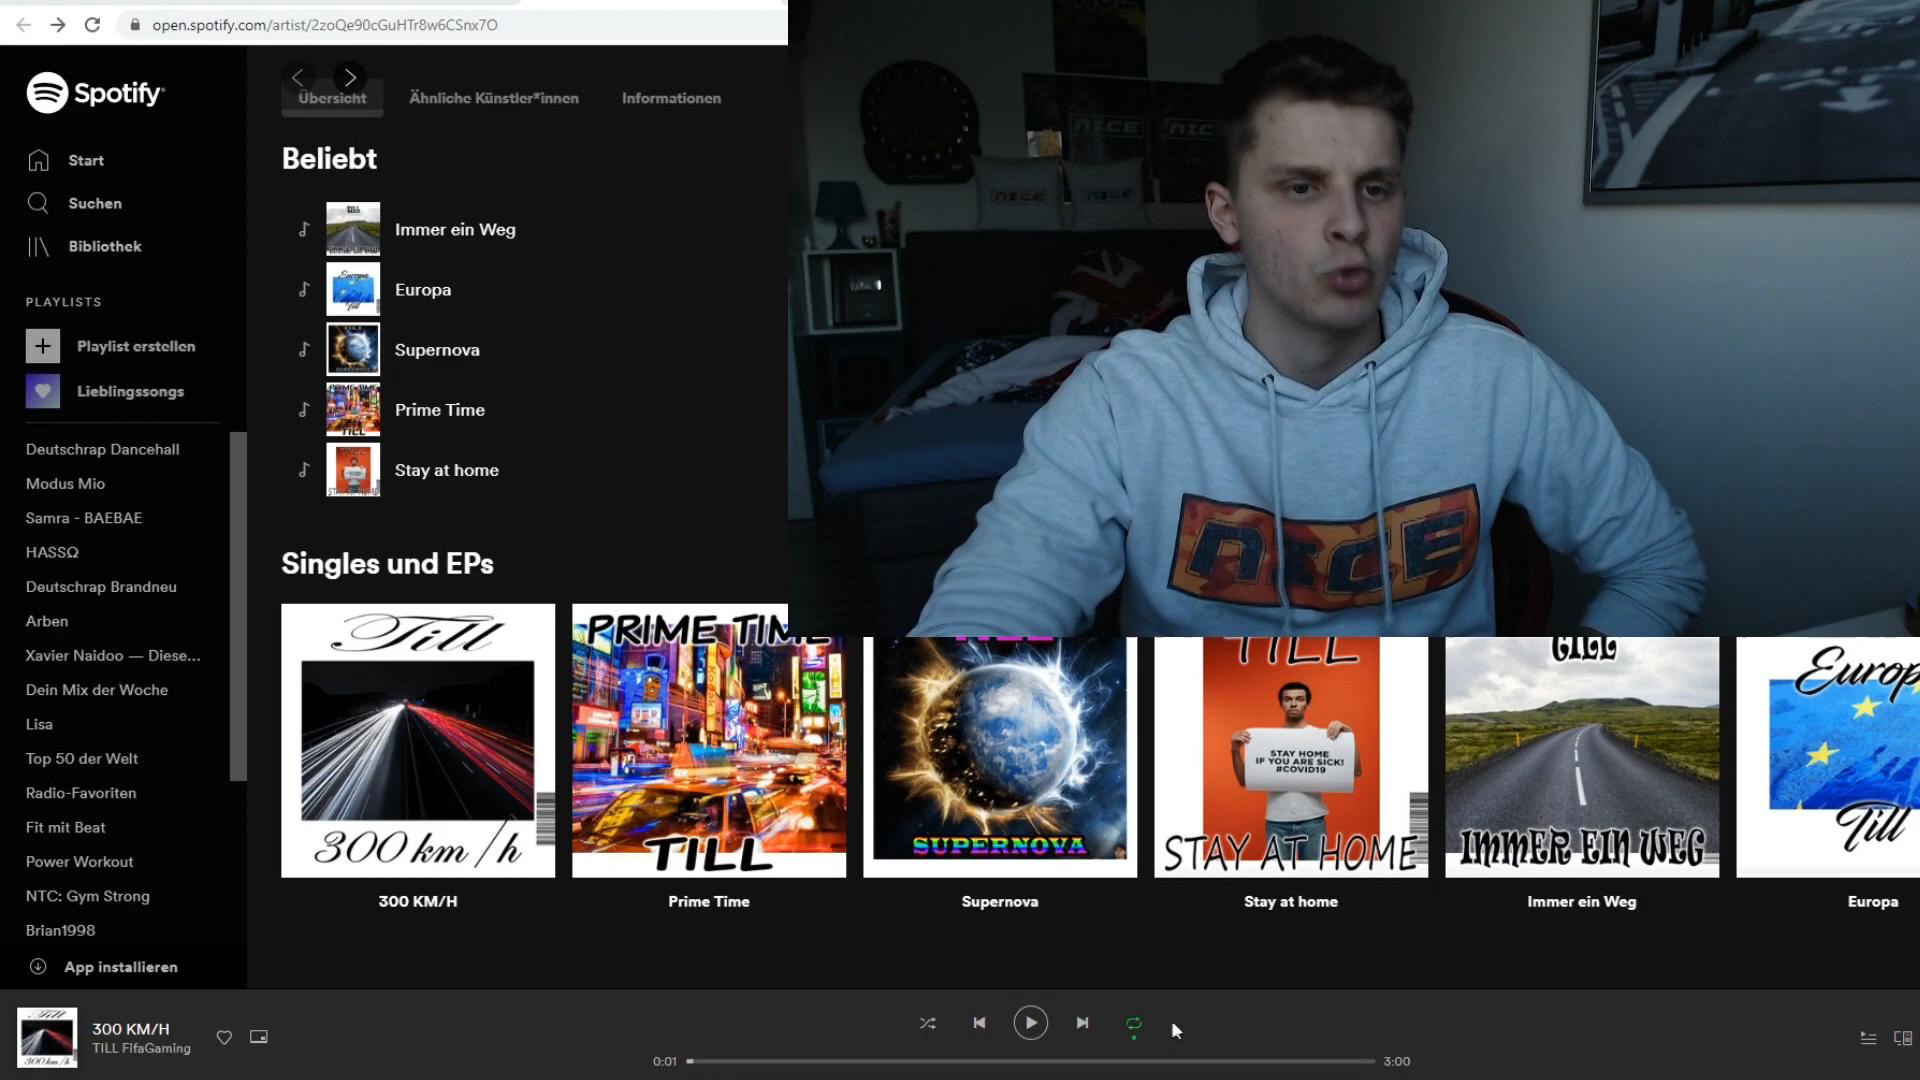 open.spotify.com/artist/2zoQe90cGuHTr8w6CSnx7O
Spotify
Start
Suchen
Bibliothek
PLAYLISTS
Playlist erstellen
Lieblingssongs
Deutschrap Dancehall
Modus Mio
Samra - BAEBAE
HASSΩ
Deutschrap Brandneu
Arben
Xavier Naidoo — Diese...
Dein Mix der Woche
Lisa
Top 50 der Welt
Radio-Favoriten
Fit mit Beat
Power Workout
NTC: Gym Strong
Brian1998
App installieren
Übersicht
Ähnliche Künstler*innen
Informationen
Beliebt
Immer ein Weg
Europa
Supernova
Prime Time
Stay at home
NICE
NICE
NICE
NICE
Singles und EPs
Till
300 km/h
300 KM/H
PRIME TIME
TILL
Prime Time
TILL
SUPERNOVA
Supernova
TILL
STAY HOME
IF YOU ARE SICK!
#COVID19
STAY AT HOME
Stay at home
TILL
IMMER EIN WEG
Immer ein Weg
Europ
Till
Europa
300 KM/H
TILL FifaGaming
0:01
3:00